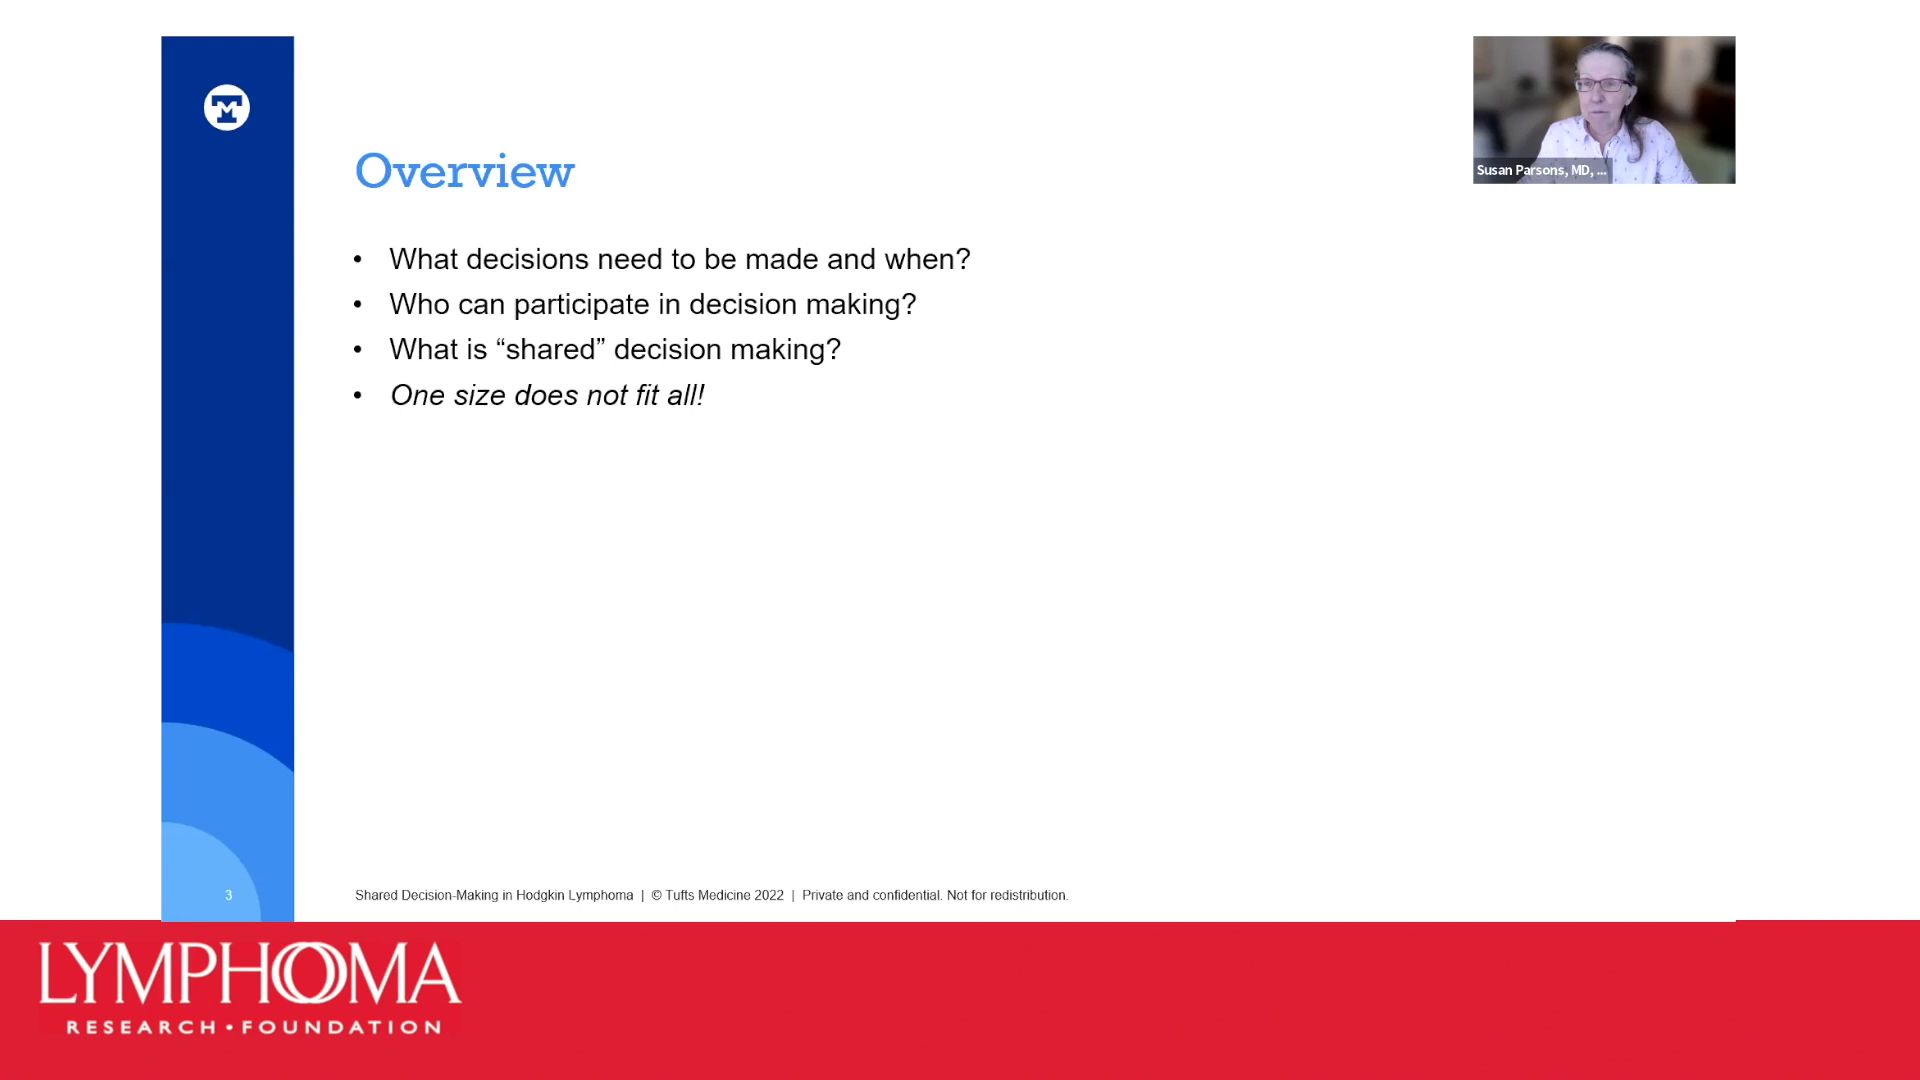 Overview
Susan Parsons, MD, ...
• What decisions need to be made and when?
• Who can participate in decision making?
• What is “shared” decision making?
• One size does not fit all!
3
Shared Decision-Making in Hodgkin Lymphoma | © Tufts Medicine 2022 | Private and confidential. Not for redistribution.
LYMPHOMA
RESEARCH • FOUNDATION